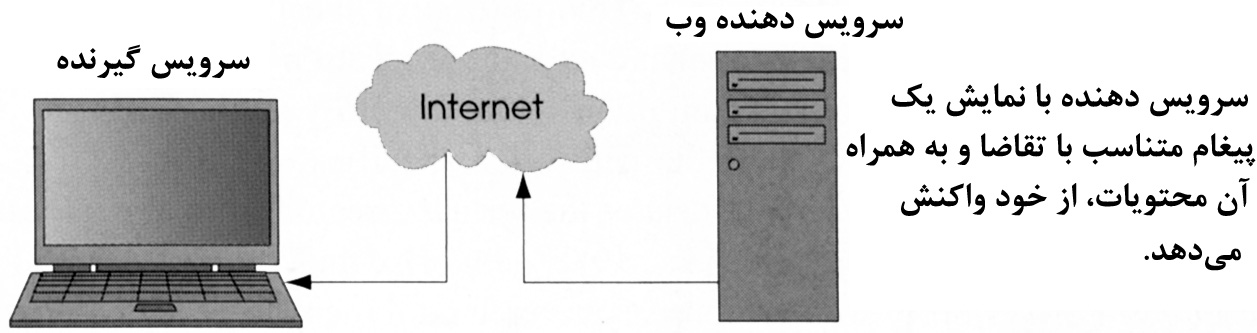 سرویس دهنده وب
سرویس گیرنده
Internet
سرویس دهنده با نمایش یک
پیغام متناسب با تقاضا و به همراه
آن محتویات، از خود واکنش
می‌دهد.